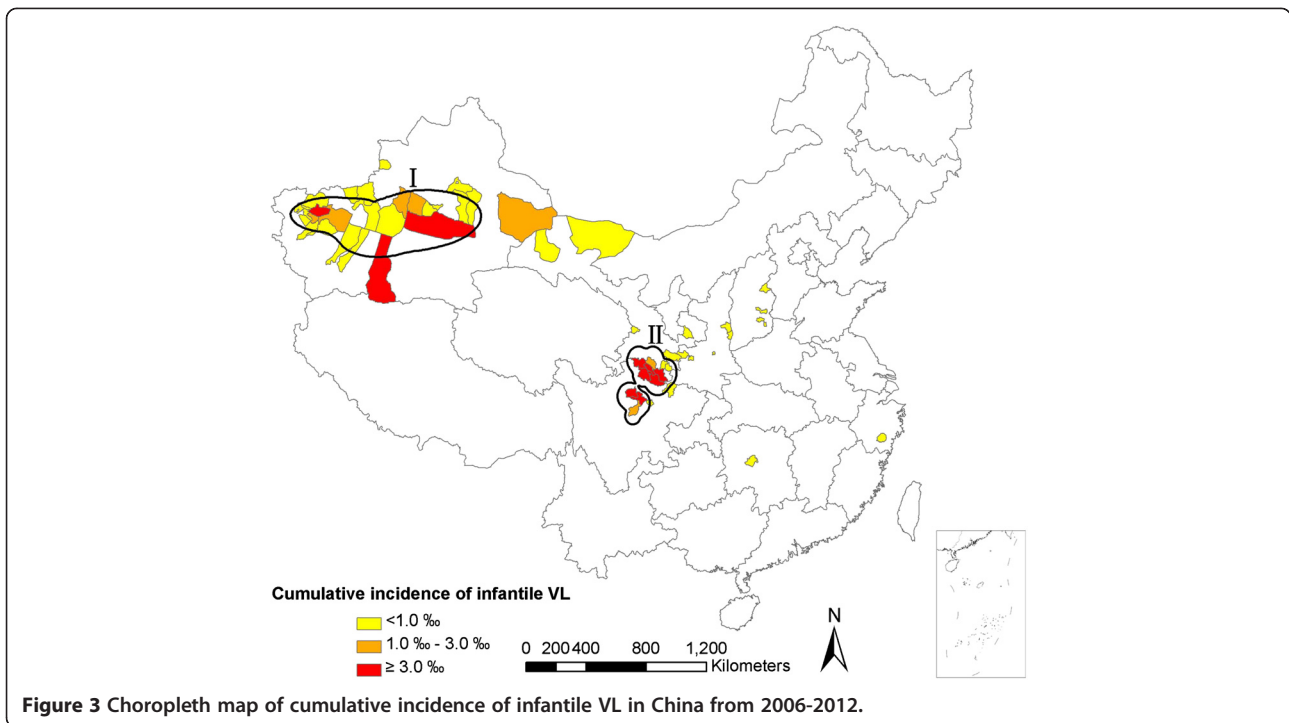 I
II
Cumulative incidence of infantile VL
<1.0 ‰
1.0 ‰ - 3.0 ‰
≥ 3.0 ‰
N
0 200 400 800 1,200
Kilometers
Figure 3 Choropleth map of cumulative incidence of infantile VL in China from 2006-2012.